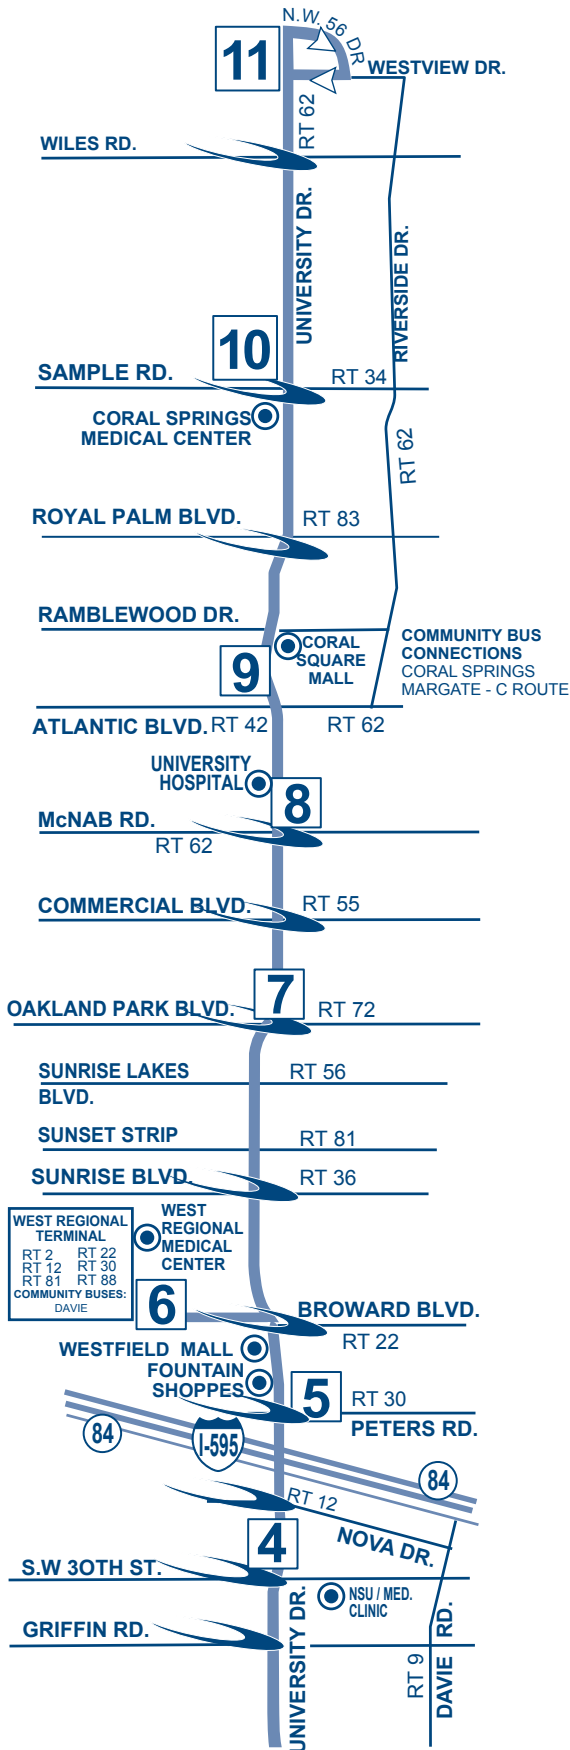 N.W. 56 DR
11
WESTVIEW DR.
RT 62
WILES RD.
UNIVERSITY DR.
RIVERSIDE DR.
10
SAMPLE RD.
RT 34
CORAL SPRINGS
MEDICAL CENTER
RT 62
ROYAL PALM BLVD.
RT 83
RAMBLEWOOD DR.
9
CORAL
SQUARE
MALL
COMMUNITY BUS
CONNECTIONS
CORAL SPRINGS
MARGATE - C ROUTE
ATLANTIC BLVD.
RT 42
RT 62
UNIVERSITY
HOSPITAL
8
McNAB RD.
RT 62
COMMERCIAL BLVD.
RT 55
7
OAKLAND PARK BLVD.
RT 72
SUNRISE LAKES
BLVD.
RT 56
SUNSET STRIP
RT 81
SUNRISE BLVD.
RT 36
WEST REGIONAL
TERMINAL
RT 2 RT 22
RT 12 RT 30
RT 81 RT 88
COMMUNITY BUSES:
DAVIE
WEST
REGIONAL
MEDICAL
CENTER
6
BROWARD BLVD.
RT 22
WESTFIELD MALL
FOUNTAIN
SHOPPES
5
RT 30
PETERS RD.
84
I-595
84
RT 12
NOVA DR.
4
S.W 3OTH ST.
NSU / MED.
CLINIC
GRIFFIN RD.
UNIVERSITY DR.
RT 9
DAVIE RD.